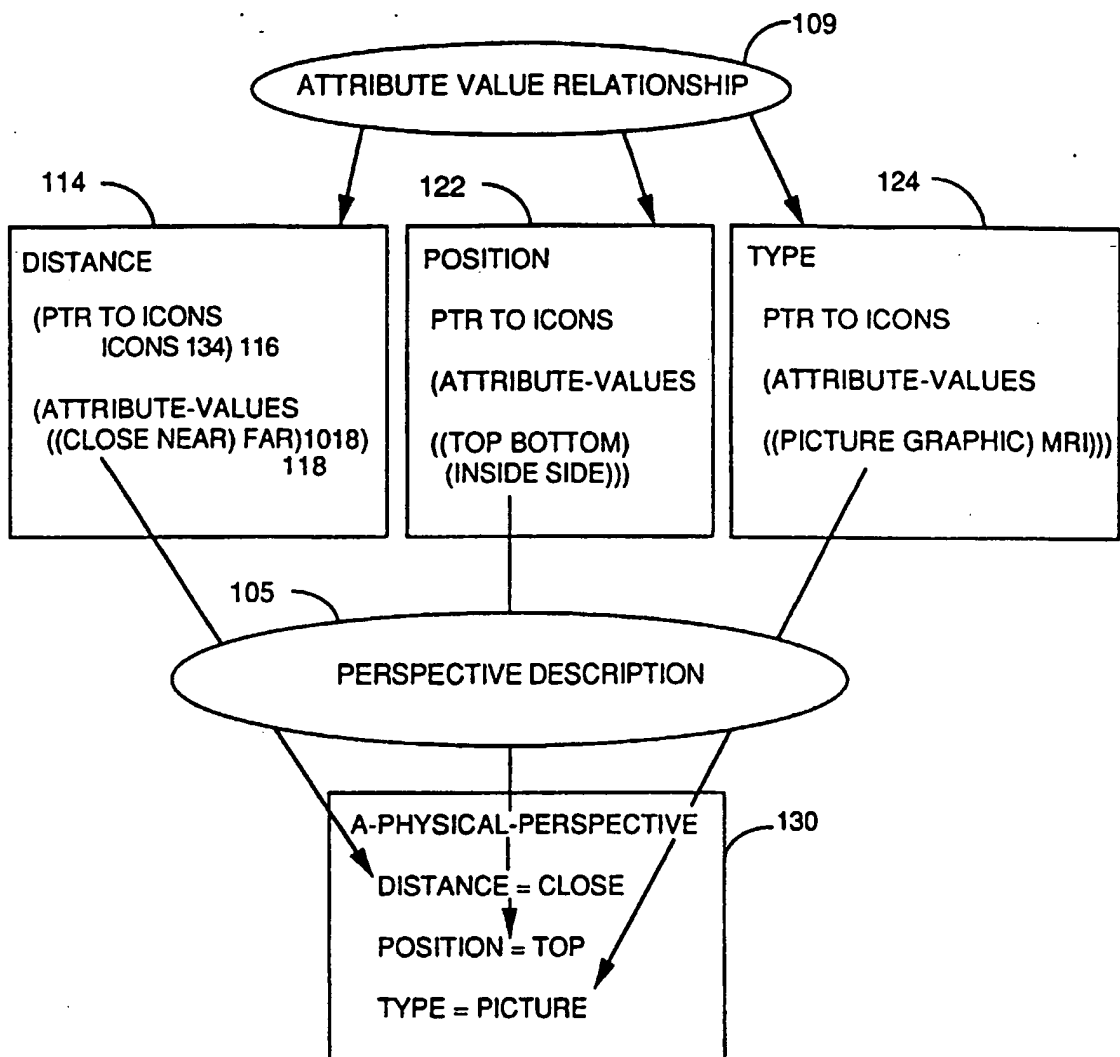 109
ATTRIBUTE VALUE RELATIONSHIP
114
122
124
DISTANCE
(PTR TO ICONS
ICONS 134) 116
(ATTRIBUTE-VALUES
((CLOSE NEAR) FAR)1018)
118
POSITION
PTR TO ICONS
(ATTRIBUTE-VALUES
((TOP BOTTOM)
(INSIDE SIDE)))
TYPE
PTR TO ICONS
(ATTRIBUTE-VALUES
((PICTURE GRAPHIC) MRI)))
105
PERSPECTIVE DESCRIPTION
A-PHYSICAL-PERSPECTIVE
130
DISTANCE = CLOSE
POSITION = TOP
TYPE = PICTURE